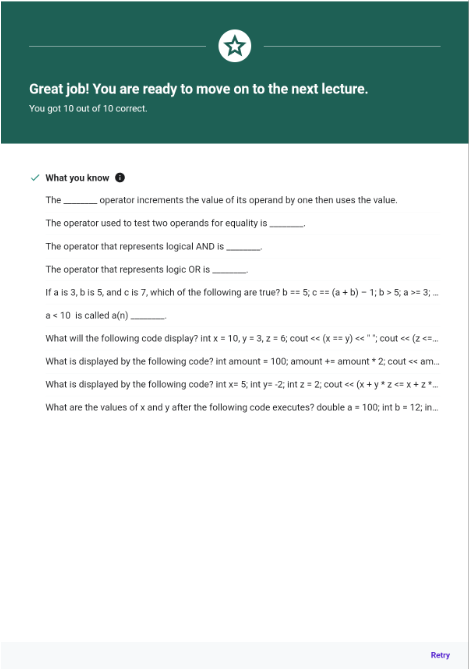 Great job! You are ready to move on to the next lecture.
You got 10 out of 10 correct.
What you know
The _______ operator increments the value of its operand by one then uses the value.
The operator used to test two operands for equality is _______.
The operator that represents logical AND is _______.
The operator that represents logic OR is _______.
If a is 3, b is 5, and c is 7, which of the following are true? b == 5; c == (a + b) – 1; b > 5; a >= 3; ...
a < 10 is called a(n) _______.
What will the following code display? int x = 10, y = 3, z = 6; cout << (x == y) << " "; cout << (z <=...
What is displayed by the following code? int amount = 100; amount += amount * 2; cout << am...
What is displayed by the following code? int x= 5; int y= -2; int z = 2; cout << (x + y * z <= x + z *...
What are the values of x and y after the following code executes? double a = 100; int b = 12; in...
Retry